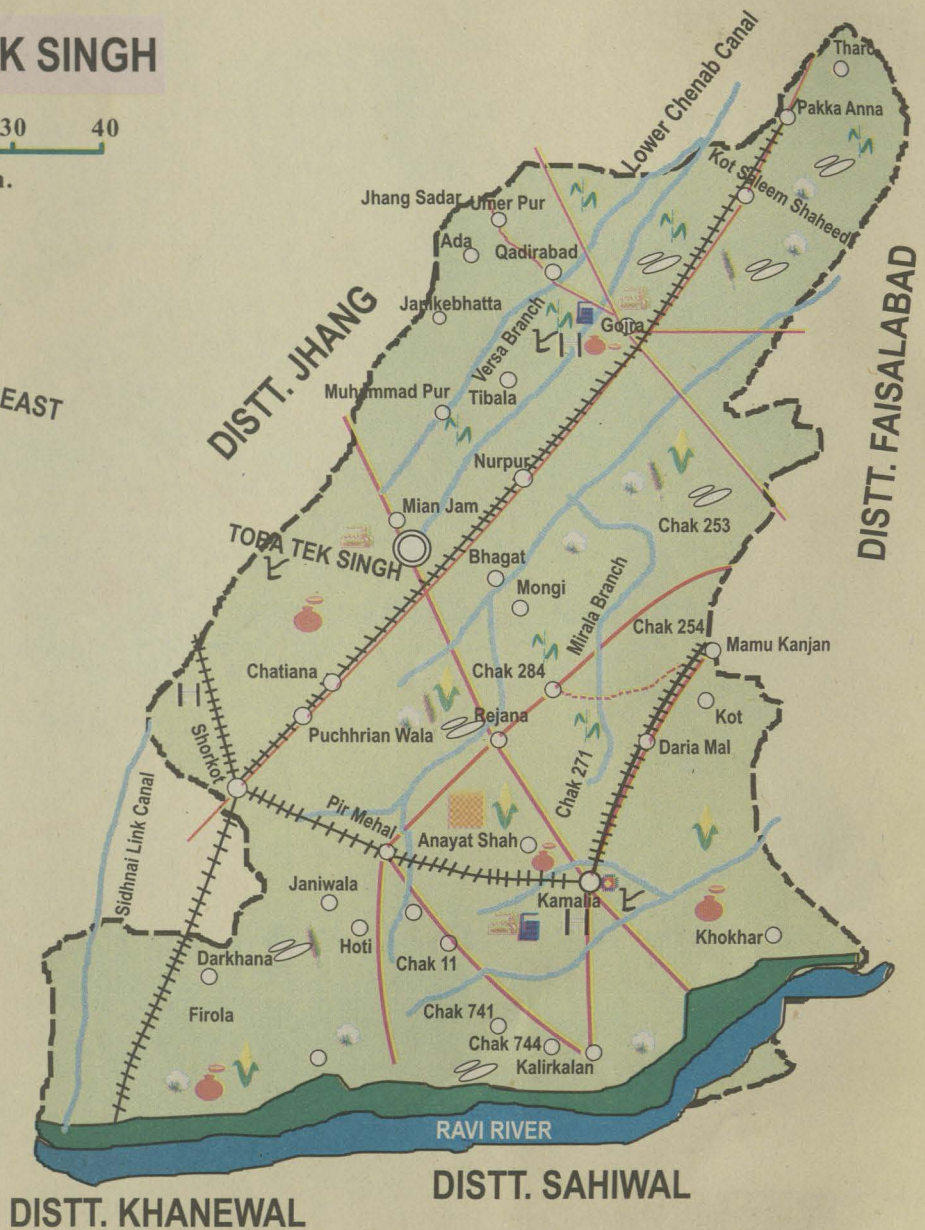 K SINGH
30 40
Lower Chenab Canal
Pakka Anna
Kot Saleem Shaheed
Jhang Sadar Umer Pur
Ada
Qadirabad
Janikebhatta
DISTT. JHANG
Versa Branch
Gojra
EAST
Muhammad Pur
Tibala
DISTT. FAISALABAD
Nurpur
Mian Jam
Chak 253
TOBA TEK SINGH
Bhagat
Mongi
Mirala Branch
Chak 254
Mamu Kanjan
Chatiana
Chak 284
Kot
Puchhrian Wala
Rejana
Daria Mal
Shorkot
Chak 271
Sidhnai Link Canal
Pir Mehal
Anayat Shah
Janiwala
Kamalia
Khokhar
Hoti
Chak 11
Darkhana
Firola
Chak 741
Chak 744
Kalirkalan
RAVI RIVER
DISTT. SAHIWAL
DISTT. KHANEWAL